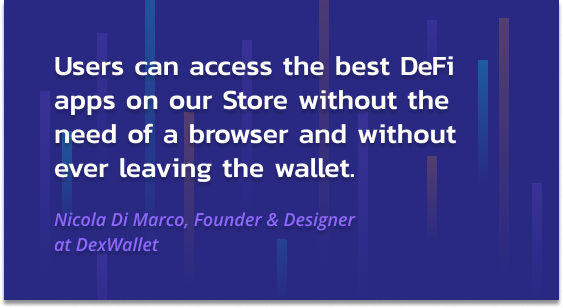 Users can access the best DeFi
apps on our Store without the
need of a browser and without
ever leaving the wallet.
Nicola Di Marco, Founder & Designer
at DexWallet